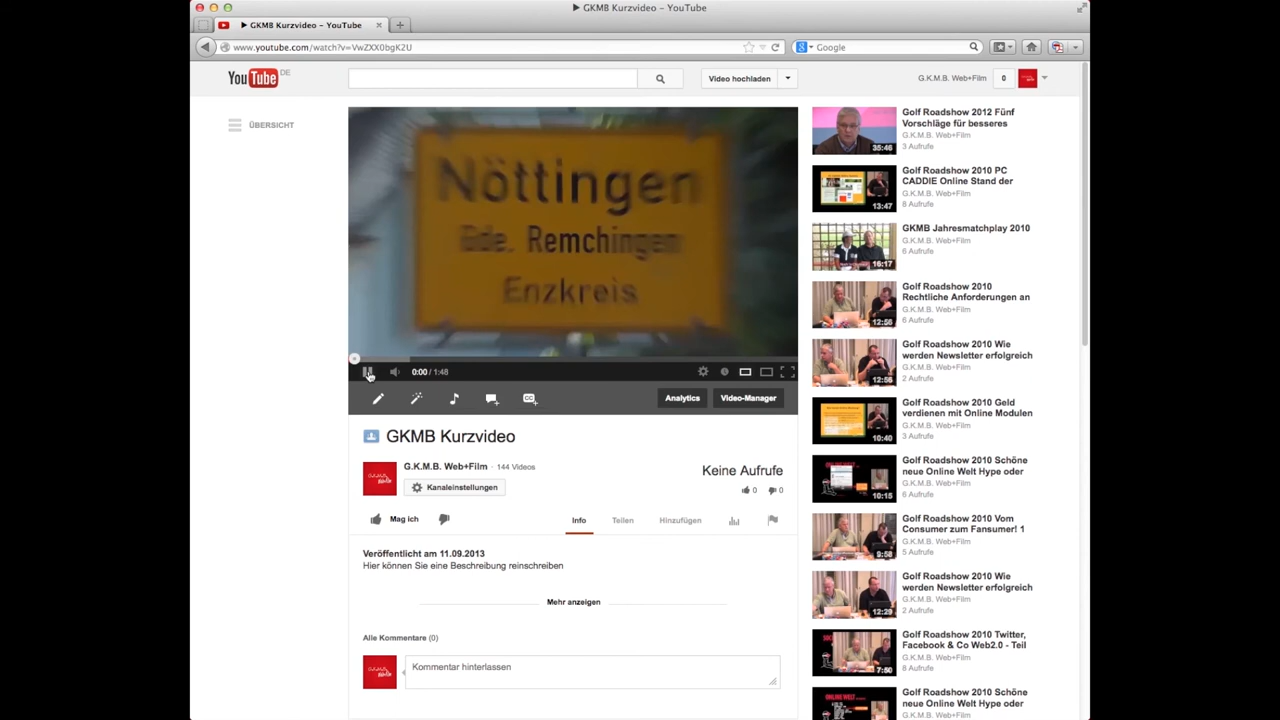 ▶ GKMB Kurzvideo - YouTube
▶ GKMB Kurzvideo - YouTube
www.youtube.com/watch?v=VwZXX0bgK2U
Google
YouTube DE
Video hochladen
G.K.M.B. Web+Film
0
ÜBERSICHT
Nöttingen
Gde. Remchingen
Enzkreis
0:00 / 1:48
CC
Analytics
Video-Manager
GKMB Kurzvideo
G.K.M.B. Web+Film · 144 Videos
Kanaleinstellungen
Keine Aufrufe
0
0
Mag ich
Info
Teilen
Hinzufügen
Veröffentlicht am 11.09.2013
Hier können Sie eine Beschreibung reinschreiben
Mehr anzeigen
Alle Kommentare (0)
Kommentar hinterlassen
35:46
Golf Roadshow 2012 Fünf
Vorschläge für besseres
G.K.M.B. Web+Film
3 Aufrufe
13:47
Golf Roadshow 2010 PC
CADDIE Online Stand der
G.K.M.B. Web+Film
8 Aufrufe
16:17
GKMB Jahresmatchplay 2010
G.K.M.B. Web+Film
6 Aufrufe
12:56
Golf Roadshow 2010
Rechtliche Anforderungen an
G.K.M.B. Web+Film
6 Aufrufe
12:56
Golf Roadshow 2010 Wie
werden Newsletter erfolgreich
G.K.M.B. Web+Film
2 Aufrufe
10:40
Golf Roadshow 2010 Geld
verdienen mit Online Modulen
G.K.M.B. Web+Film
3 Aufrufe
10:15
Golf Roadshow 2010 Schöne
neue Online Welt Hype oder
G.K.M.B. Web+Film
6 Aufrufe
9:58
Golf Roadshow 2010 Vom
Consumer zum Fansumer! 1
G.K.M.B. Web+Film
5 Aufrufe
12:29
Golf Roadshow 2010 Wie
werden Newsletter erfolgreich
G.K.M.B. Web+Film
2 Aufrufe
7:50
Golf Roadshow 2010 Twitter,
Facebook & Co Web2.0 - Teil
G.K.M.B. Web+Film
8 Aufrufe
ONLINE WELT
Golf Roadshow 2010 Schöne
neue Online Welt Hype oder